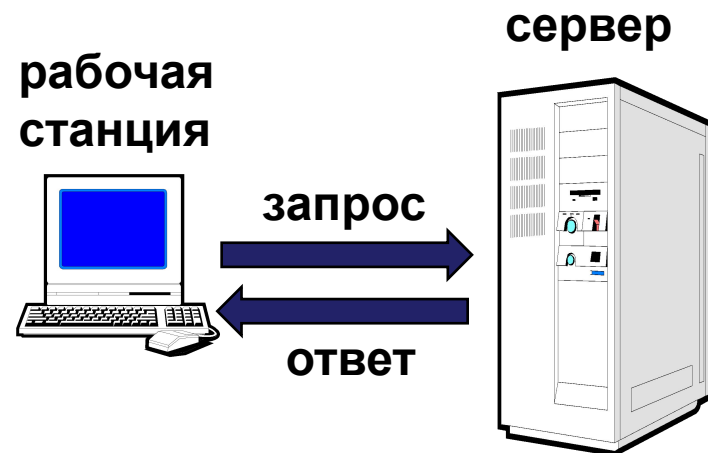 сервер
рабочая
станция
запрос
ответ